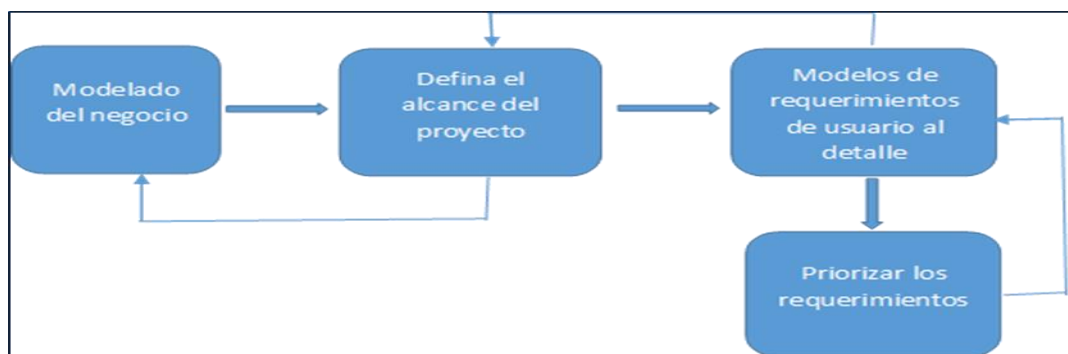 Modelado
del negocio
Defina el
alcance del
proyecto
Modelos de
requerimientos
de usuario al
detalle
Priorizar los
requerimientos